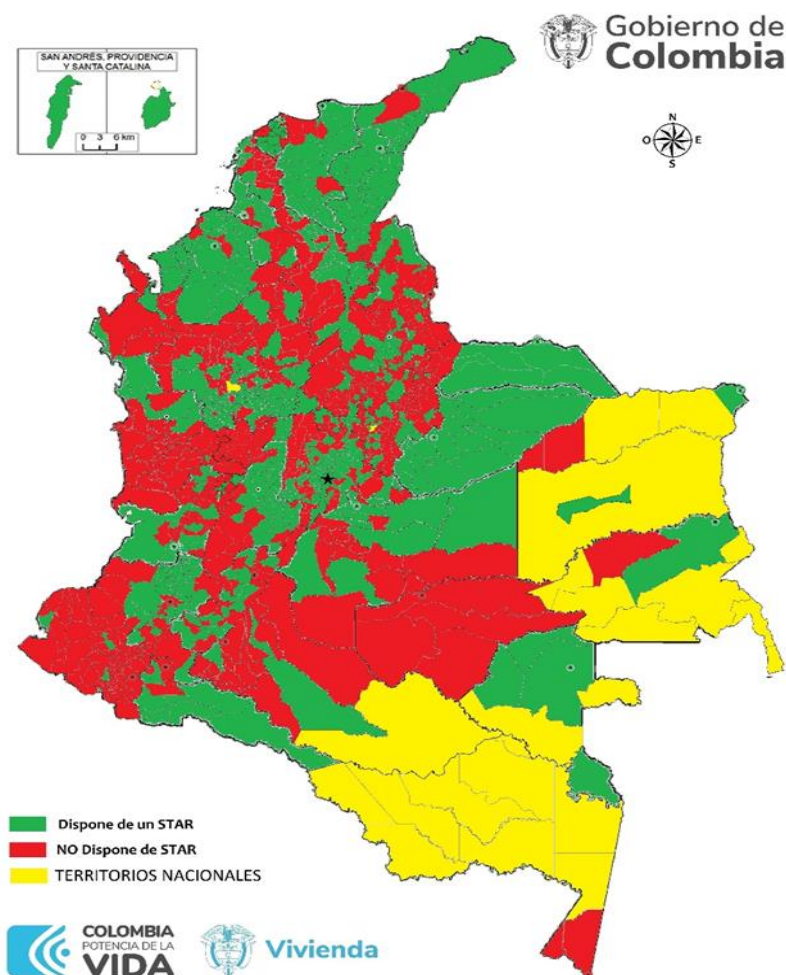 Gobierno de
Colombia
SAN ANDRÉS, PROVIDENCIA
Y SANTA CATALINA
0 3 6 km
N
O E
S
Dispone de un STAR
NO Dispone de STAR
TERRITORIOS NACIONALES
COLOMBIA
POTENCIA DE LA
VIDA
Vivienda